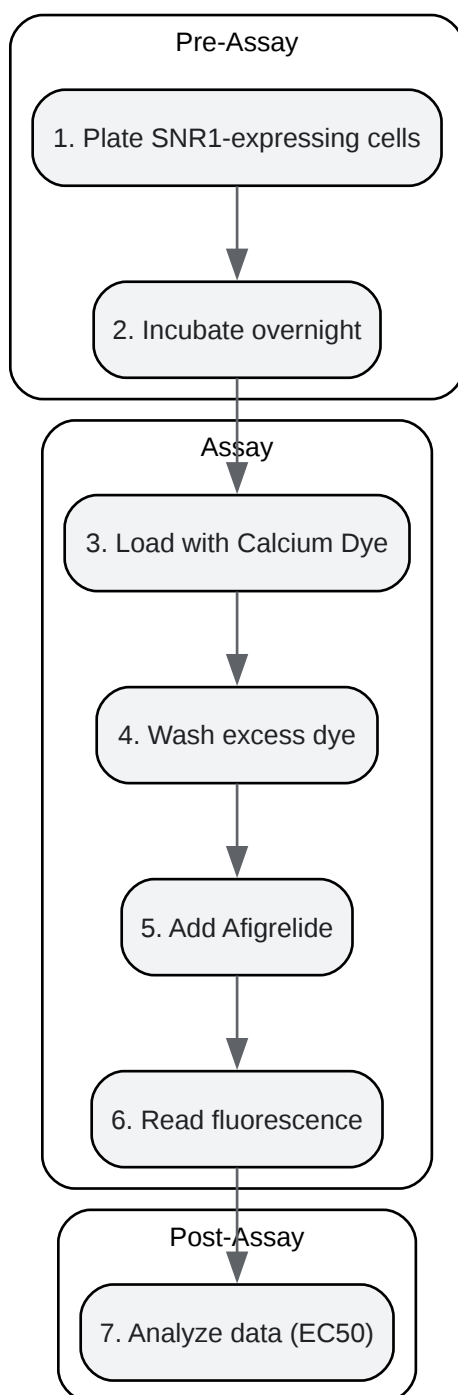 Pre-Assay
1. Plate SNR1-expressing cells
2. Incubate overnight
Assay
3. Load with Calcium Dye
4. Wash excess dye
5. Add Afigrelide
6. Read fluorescence
Post-Assay
7. Analyze data (EC50)